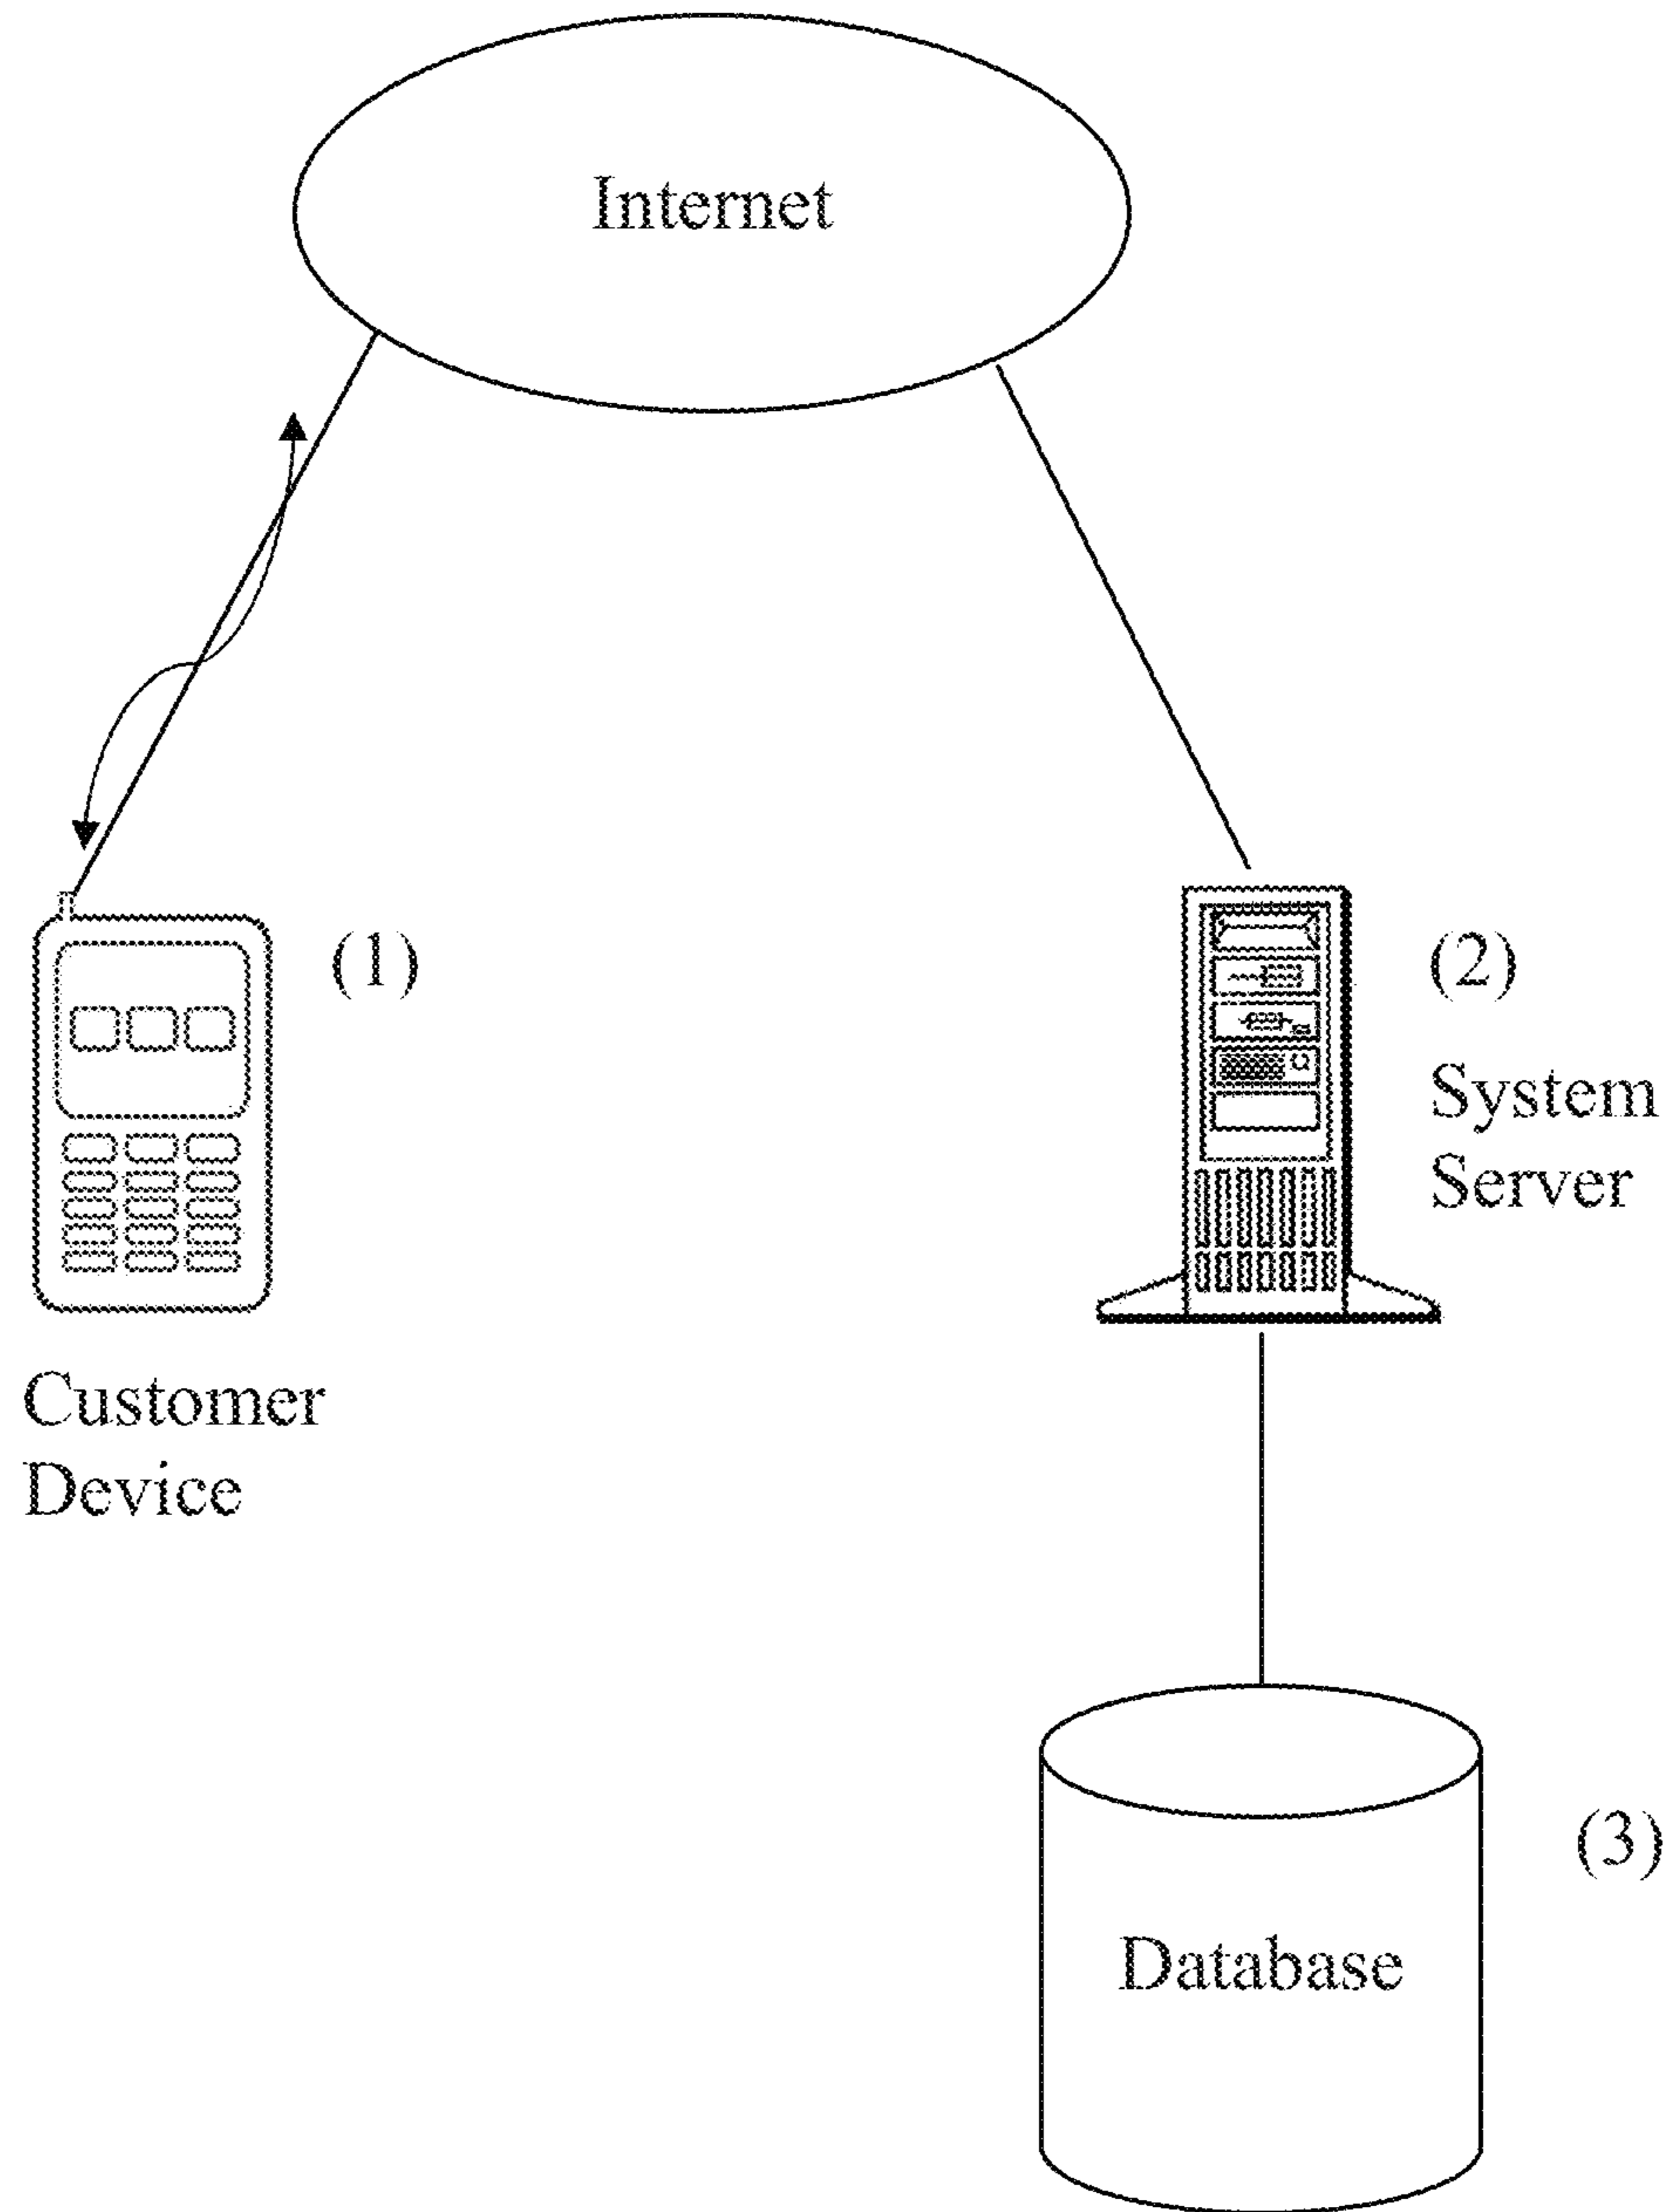 Internet
(1)
(2)
System
Server
Customer
Device
(3)
Database